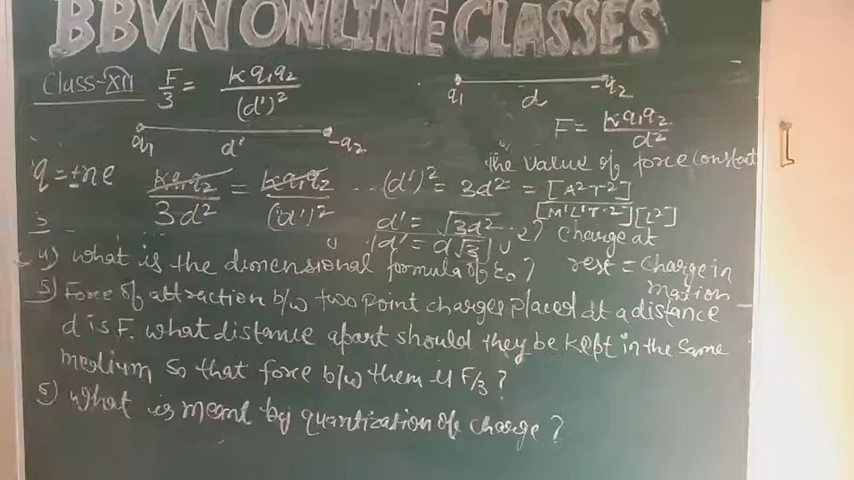 BBVN ONLINE CLASSES
Class-XII
F/3 = Kq1q2/(d')²
q1 d' -q2
q1 d -q2
F = Kq1q2/d²
the value of force constant
q = ±ne
Kq1q2/3d² = Kq1q2/(d')²
(d')² = 3d²
d' = √3d²
d' = d√3
= [A²T²]
[M¹L¹T-2][L²]
2) charge at
rest = charge in
motion
4) what is the dimensional formula of ε0?
5) Force of attraction b/w two point charges placed at a distance
d is F. what distance apart should they be kept in the same
medium, so that force b/w them is F/3?
5) what is meant by quantization of charge?